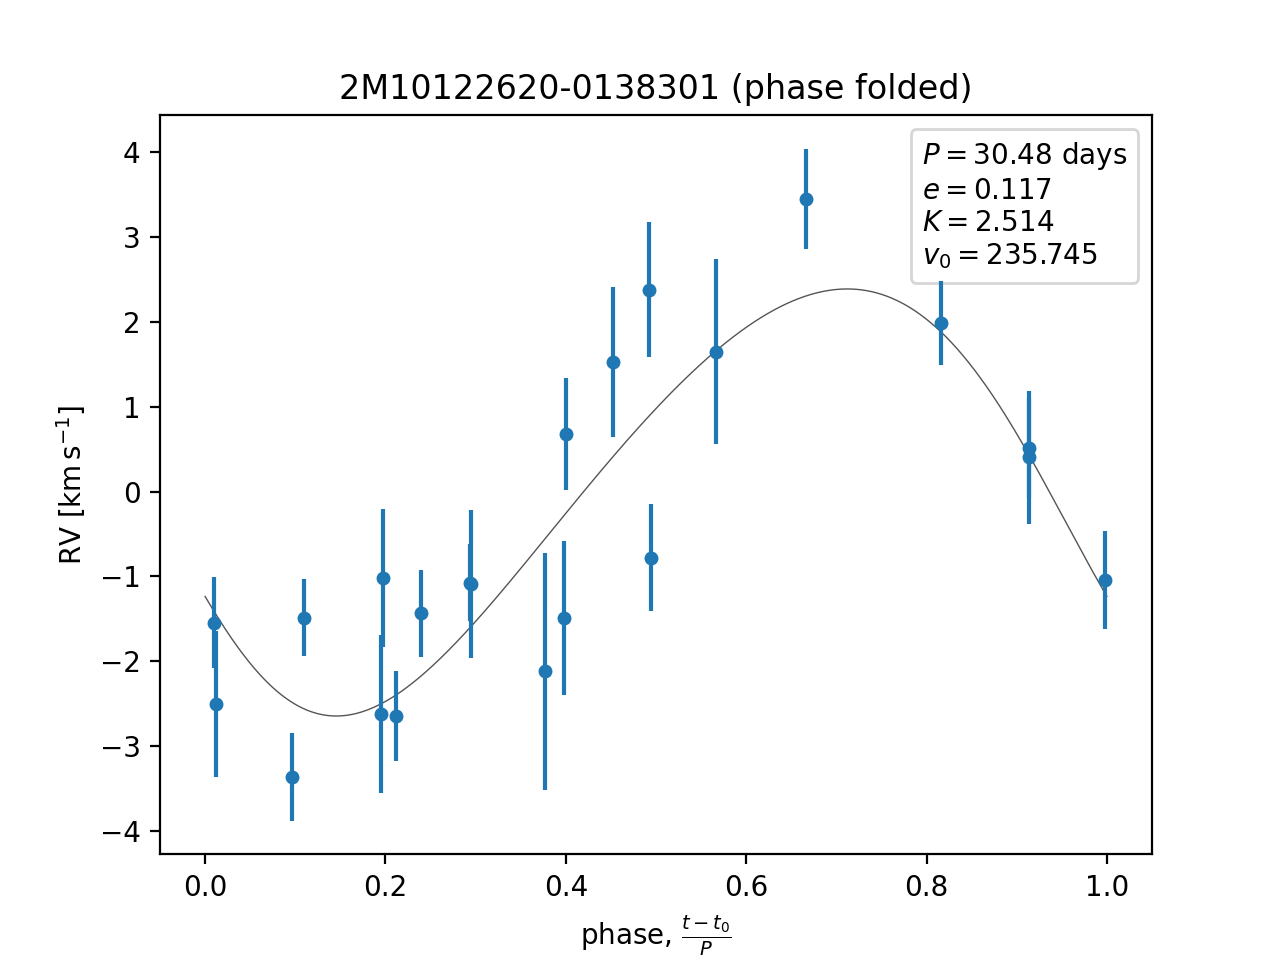 2M10122620-0138301 (phase folded)
P = 30.48 days
e = 0.117
K = 2.514
v₀ = 235.745
RV [km s⁻¹]
4
3
2
1
0
−1
−2
−3
−4
0.0 0.2 0.4 0.6 0.8 1.0
phase, (t − t₀)/P